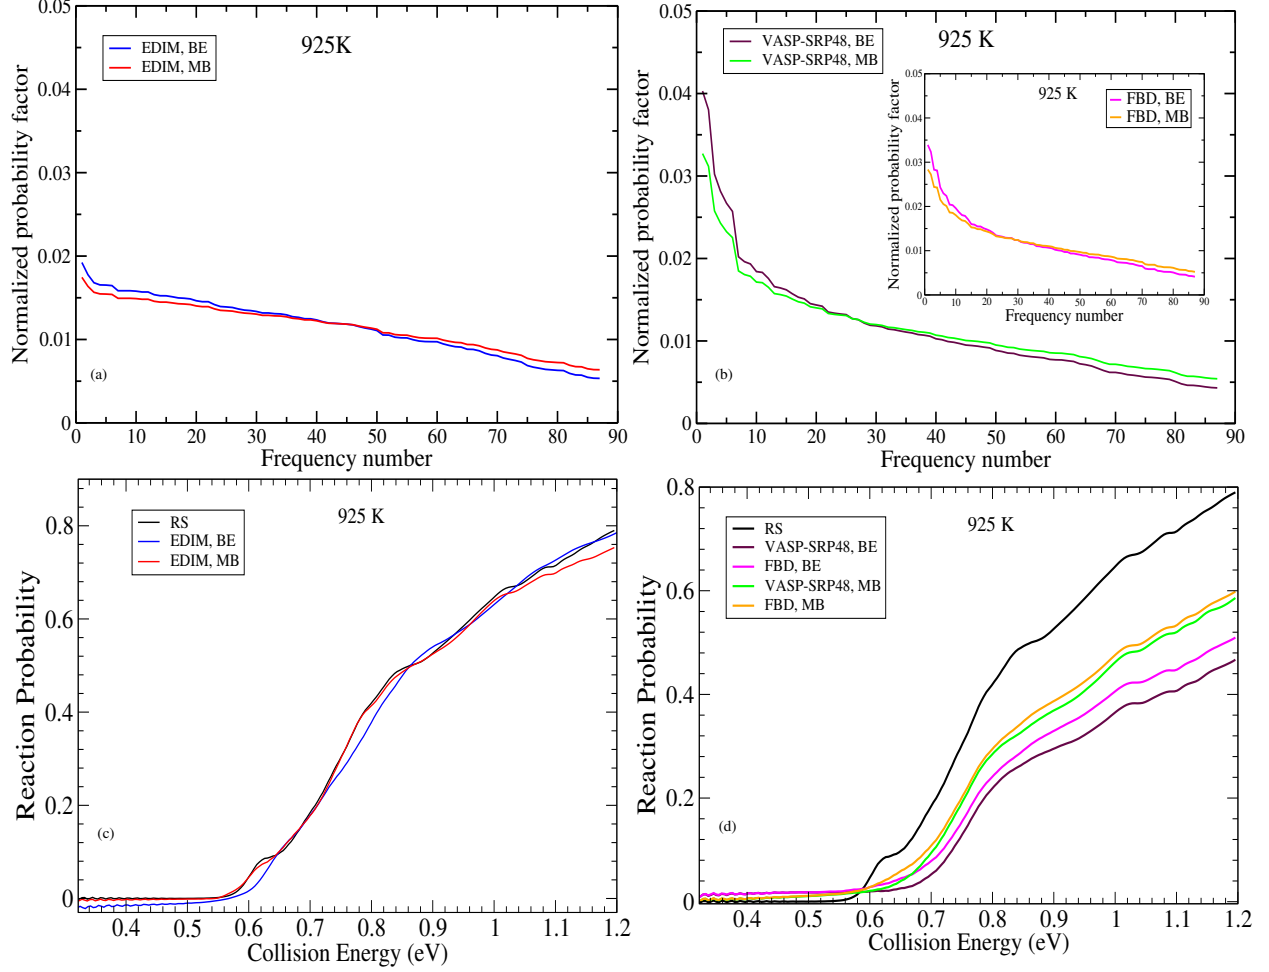 925K
EDIM, BE
EDIM, MB
Normalized probability factor
0.05
0.04
0.03
0.02
0.01
0
(a)
0 10 20 30 40 50 60 70 80 90
Frequency number
925 K
VASP-SRP48, BE
VASP-SRP48, MB
Normalized probability factor
0.05
0.04
0.03
0.02
0.01
0
(b)
0 10 20 30 40 50 60 70 80 90
Frequency number
925 K
FBD, BE
FBD, MB
Normalized probability factor
0.05
0.04
0.03
0.02
0.01
0
0 10 20 30 40 50 60 70 80 90
Frequency number
925 K
RS
EDIM, BE
EDIM, MB
Reaction Probability
0.8
0.6
0.4
0.2
0
(c)
0.4 0.5 0.6 0.7 0.8 0.9 1 1.1 1.2
Collision Energy (eV)
925 K
RS
VASP-SRP48, BE
FBD, BE
VASP-SRP48, MB
FBD, MB
Reaction Probability
0.8
0.6
0.4
0.2
0
(d)
0.4 0.5 0.6 0.7 0.8 0.9 1 1.1 1.2
Collision Energy (eV)